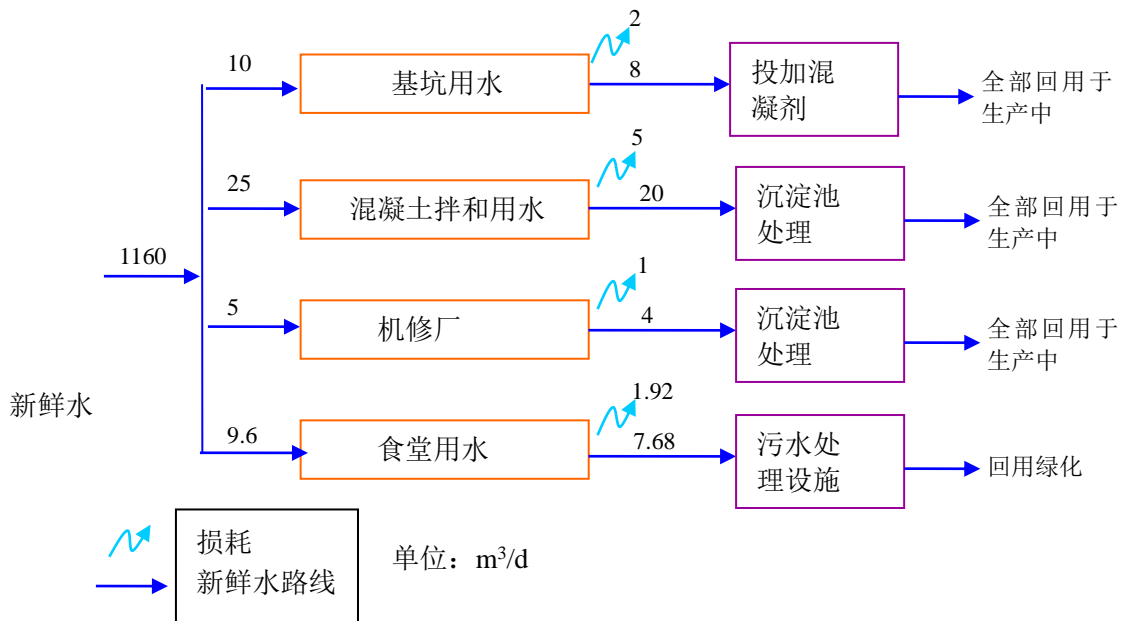 2
10
基坑用水
8
投加混
凝剂
全部回用于
生产中
5
25
混凝土拌和用水
20
沉淀池
处理
全部回用于
生产中
1160
1
5
机修厂
4
沉淀池
处理
全部回用于
生产中
新鲜水
1.92
9.6
食堂用水
7.68
污水处
理设施
回用绿化
损耗
新鲜水路线
单位：m³/d